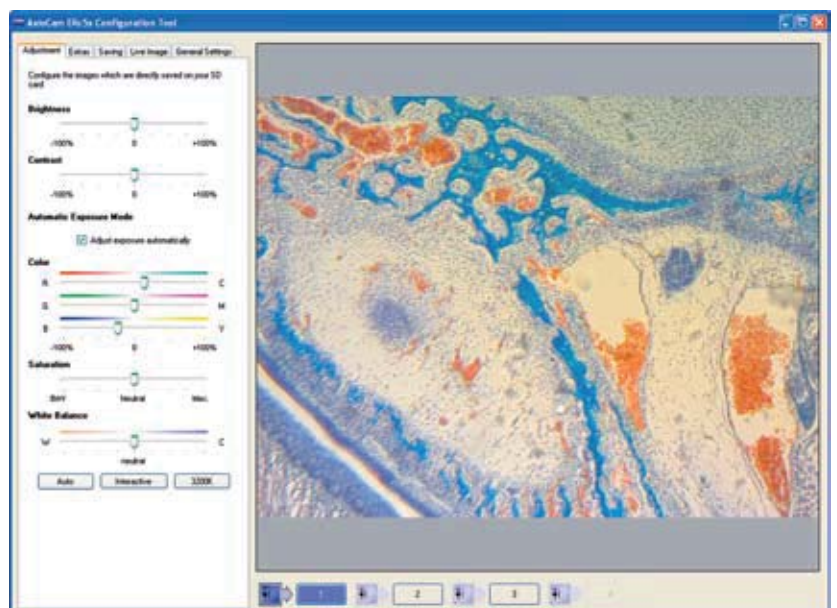 AxioCam ERc5s Configuration Tool
Adjustment Extras Saving Live Image General Settings
Configure the images which are directly saved on your SD
card
Brightness
-100% 0 +100%
Contrast
-100% 0 +100%
Automatic Exposure Mode
Adjust exposure automatically
Color
R C
G M
B Y
-100% 0 +100%
Saturation
B/W Neutral Max.
White Balance
W C
neutral
Auto Interactive 3200K
1 2 3